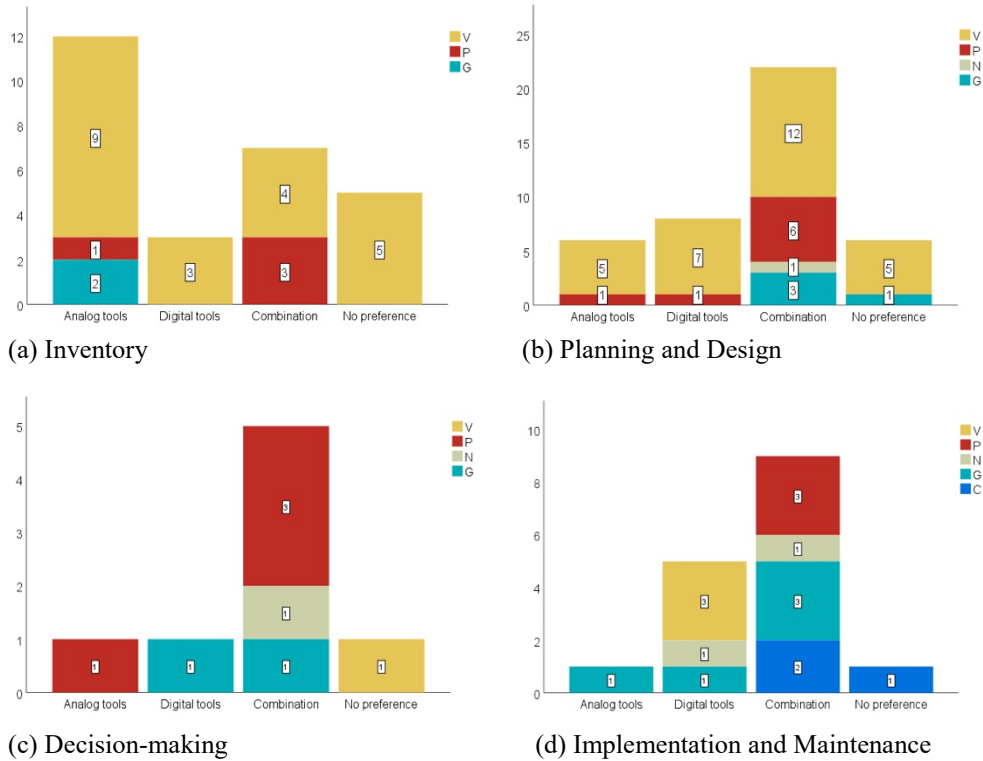 12
10
8
6
4
2
0
9
1
2
3
4
3
5
V
P
G
Analog tools Digital tools Combination No preference
(a) Inventory
25
20
15
10
5
0
5
1
7
1
12
6
1
3
5
1
V
P
N
G
Analog tools Digital tools Combination No preference
(b) Planning and Design
5
4
3
2
1
0
1
1
3
1
1
1
V
P
N
G
Analog tools Digital tools Combination No preference
(c) Decision-making
10
8
6
4
2
0
1
3
1
1
3
1
3
2
1
V
P
N
G
C
Analog tools Digital tools Combination No preference
(d) Implementation and Maintenance